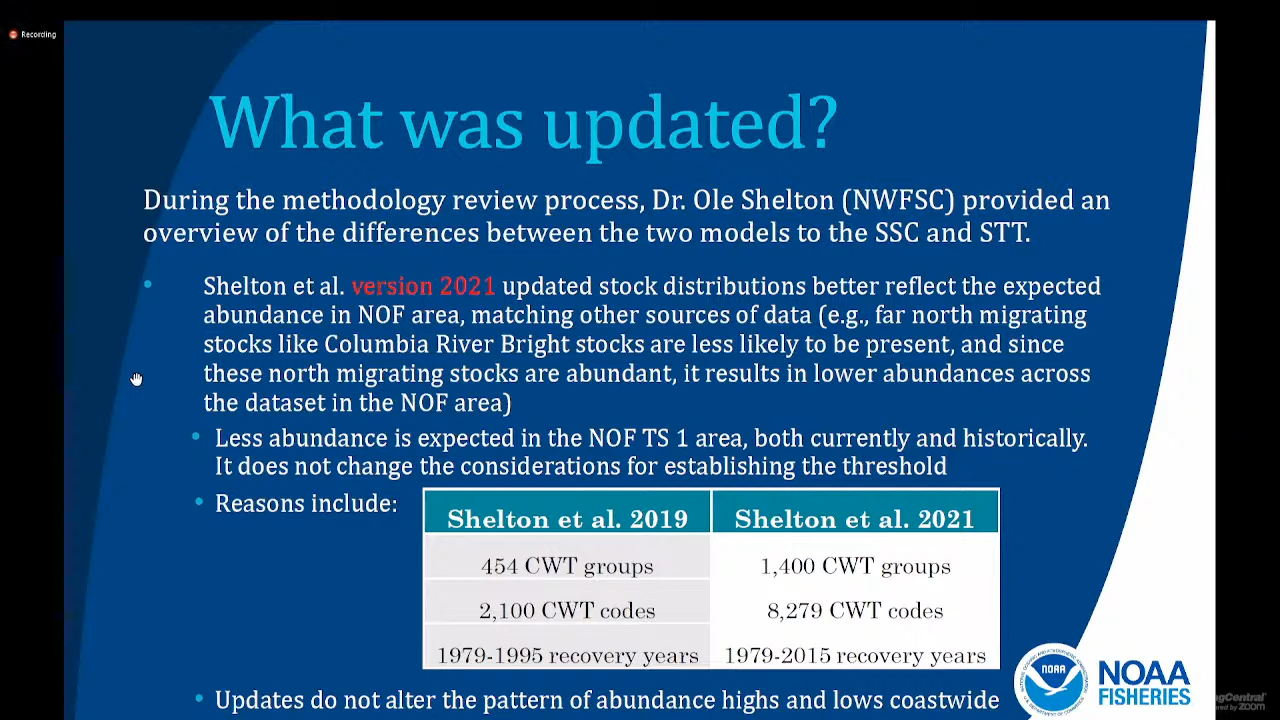 Recording
What was updated?
During the methodology review process, Dr. Ole Shelton (NWFSC) provided an
overview of the differences between the two models to the SSC and STT.
• Shelton et al. version 2021 updated stock distributions better reflect the expected
abundance in NOF area, matching other sources of data (e.g., far north migrating
stocks like Columbia River Bright stocks are less likely to be present, and since
these north migrating stocks are abundant, it results in lower abundances across
the dataset in the NOF area)
• Less abundance is expected in the NOF TS 1 area, both currently and historically.
It does not change the considerations for establishing the threshold
• Reasons include:
Shelton et al. 2019 Shelton et al. 2021
454 CWT groups 1,400 CWT groups
2,100 CWT codes 8,279 CWT codes
1979-1995 recovery years 1979-2015 recovery years
• Updates do not alter the pattern of abundance highs and lows coastwide
NOAA
NOAA
FISHERIES
zoom